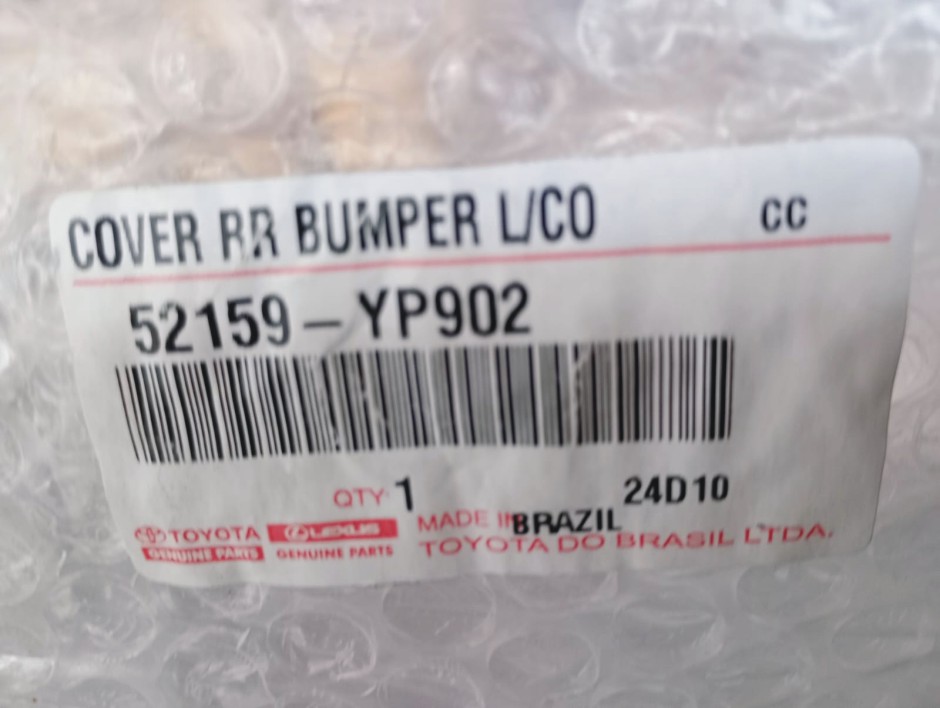 COVER RR BUMPER L/CO CC
52159-YP902
QTY 1 24D10
TOYOTA LEXUS MADE IN BRAZIL
GENUINE PARTS GENUINE PARTS TOYOTA DO BRASIL LTDA.